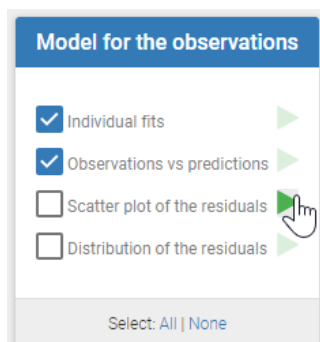 Model for the observations
Individual fits
Observations vs predictions
Scatter plot of the residuals
Distribution of the residuals
Select: All | None